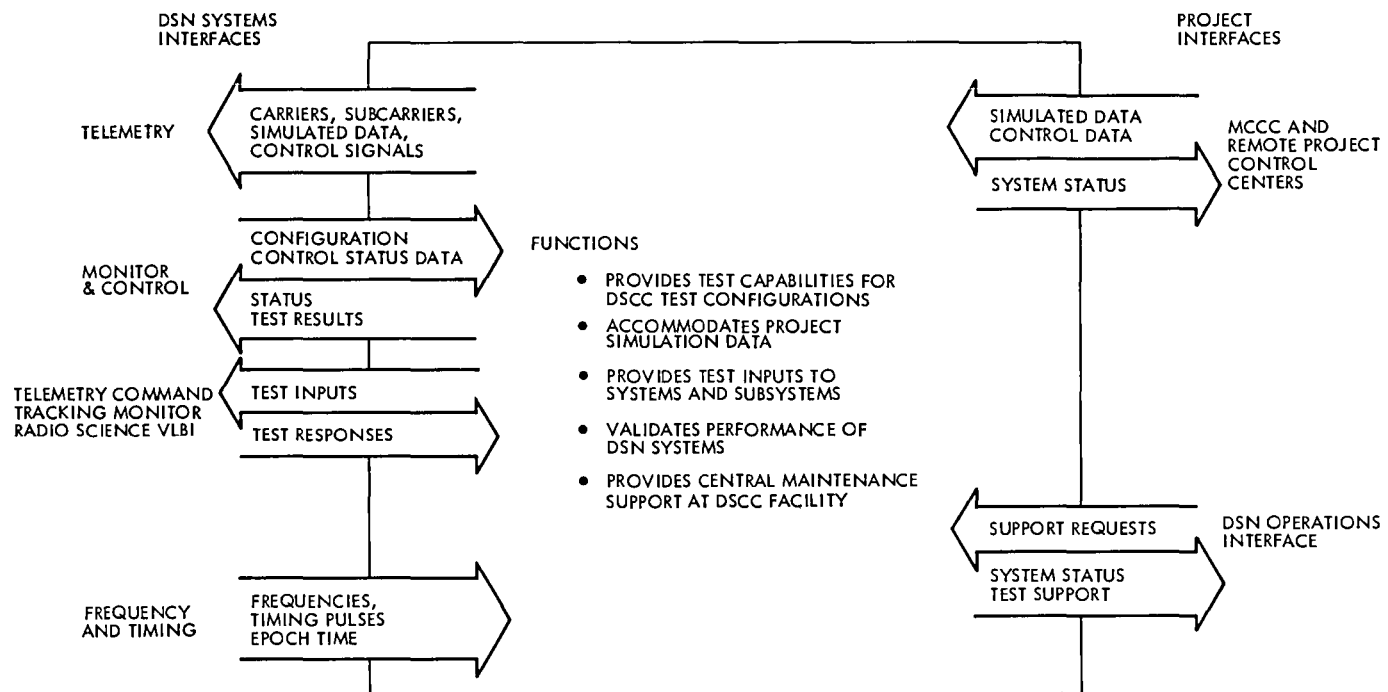 DSN SYSTEMS
INTERFACES
PROJECT
INTERFACES
TELEMETRY
CARRIERS, SUBCARRIERS,
SIMULATED DATA,
CONTROL SIGNALS
SIMULATED DATA
CONTROL DATA
SYSTEM STATUS
MCCC AND
REMOTE PROJECT
CONTROL
CENTERS
MONITOR
& CONTROL
CONFIGURATION
CONTROL STATUS DATA
STATUS
TEST RESULTS
TELEMETRY COMMAND
TRACKING MONITOR
RADIO SCIENCE VLBI
TEST INPUTS
TEST RESPONSES
FUNCTIONS
• PROVIDES TEST CAPABILITIES FOR
DSCC TEST CONFIGURATIONS
• ACCOMMODATES PROJECT
SIMULATION DATA
• PROVIDES TEST INPUTS TO
SYSTEMS AND SUBSYSTEMS
• VALIDATES PERFORMANCE OF
DSN SYSTEMS
• PROVIDES CENTRAL MAINTENANCE
SUPPORT AT DSCC FACILITY
SUPPORT REQUESTS
SYSTEM STATUS
TEST SUPPORT
DSN OPERATIONS
INTERFACE
FREQUENCY
AND TIMING
FREQUENCIES,
TIMING PULSES
EPOCH TIME